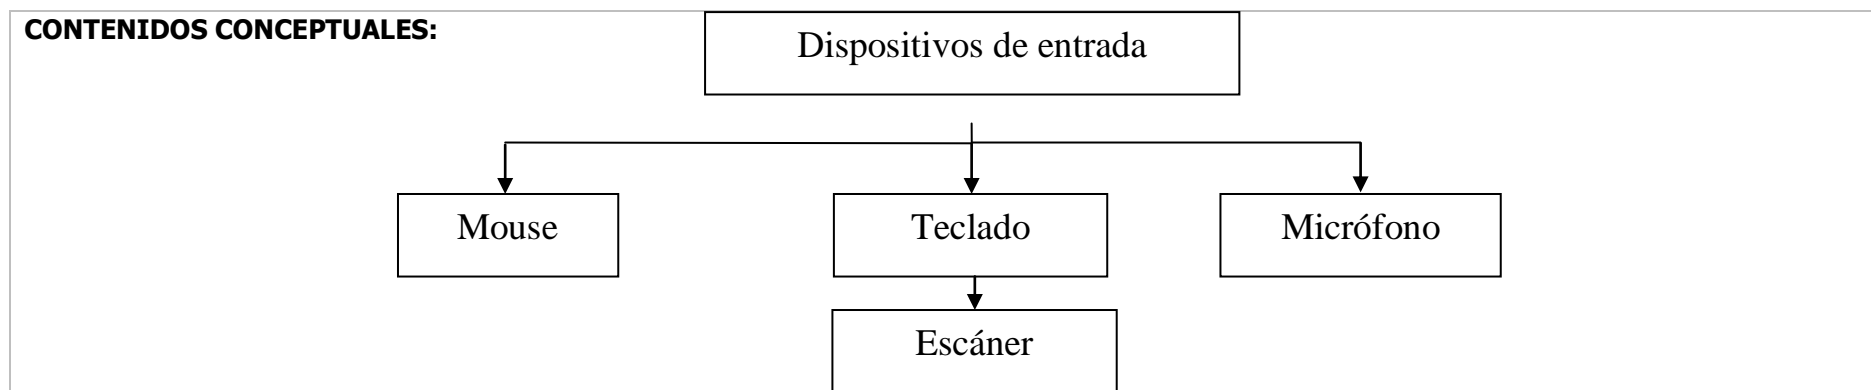 CONTENIDOS CONCEPTUALES:
Dispositivos de entrada
Mouse
Teclado
Micrófono
Escáner